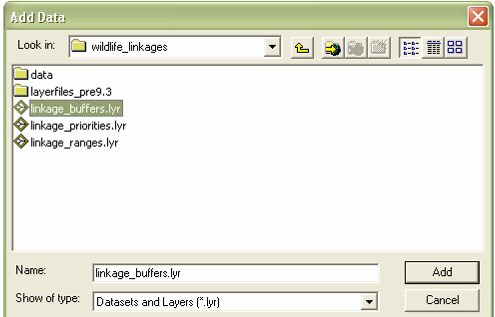 Add Data
Look in: wildlife_linkages
data
layerfiles_pre9.3
linkage_buffers.lyr
linkage_priorities.lyr
linkage_ranges.lyr
Name: linkage_buffers.lyr Add
Show of type: Datasets and Layers (*.lyr) Cancel